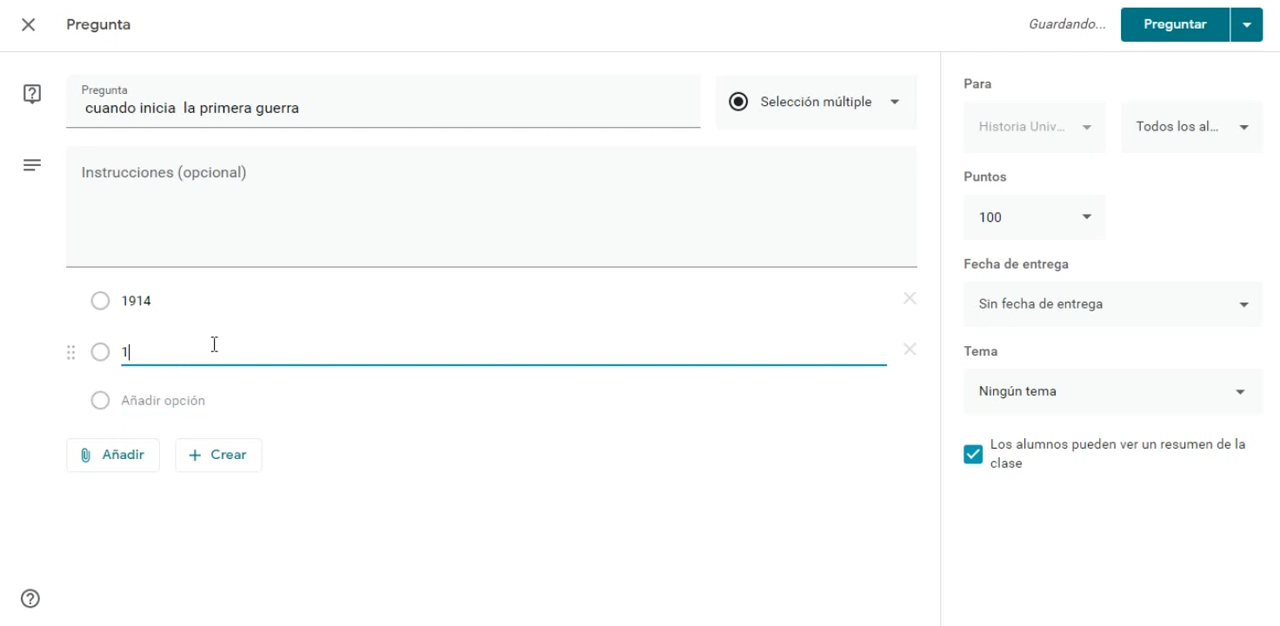 Pregunta
Guardando...
Preguntar
Pregunta
cuando inicia  la primera guerra
Selección múltiple
Instrucciones (opcional)
1914
1
Añadir opción
Añadir
Crear
Para
Historia Univ...
Todos los al...
Puntos
100
Fecha de entrega
Sin fecha de entrega
Tema
Ningún tema
Los alumnos pueden ver un resumen de la
clase